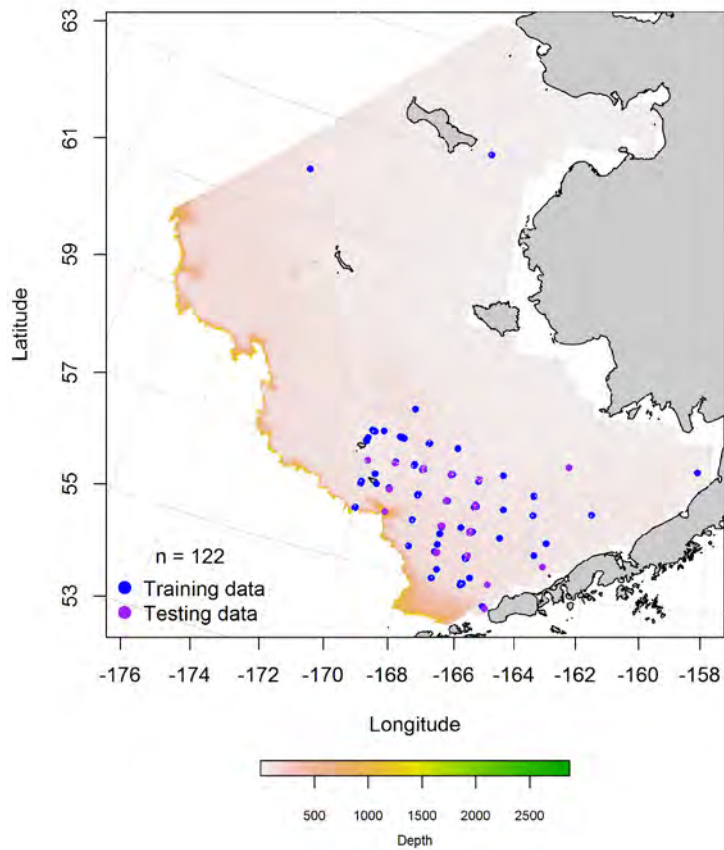 63
61
59
57
55
53
Latitude
n = 122
Training data
Testing data
-176 -174 -172 -170 -168 -166 -164 -162 -160 -158
Longitude
500 1000 1500 2000 2500
Depth